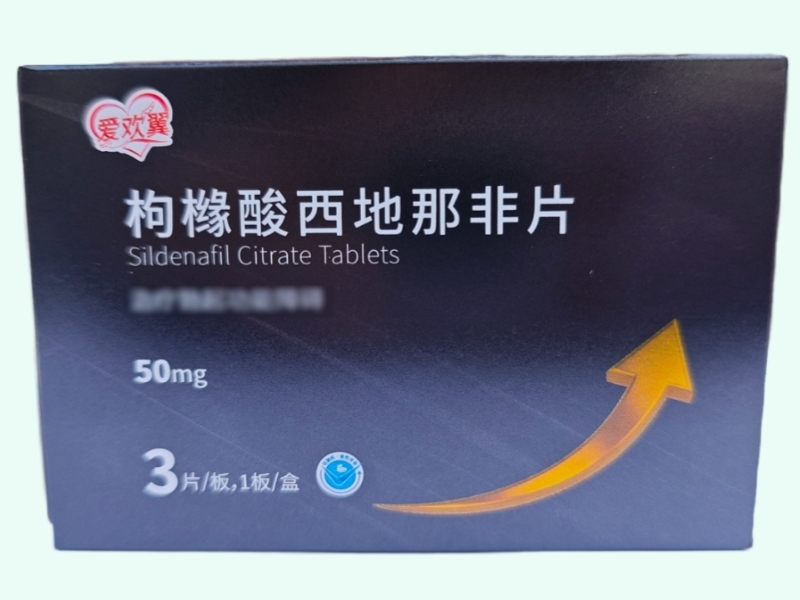 爱欢翼
枸橼酸西地那非片
Sildenafil Citrate Tablets
50mg
3片/板,1板/盒